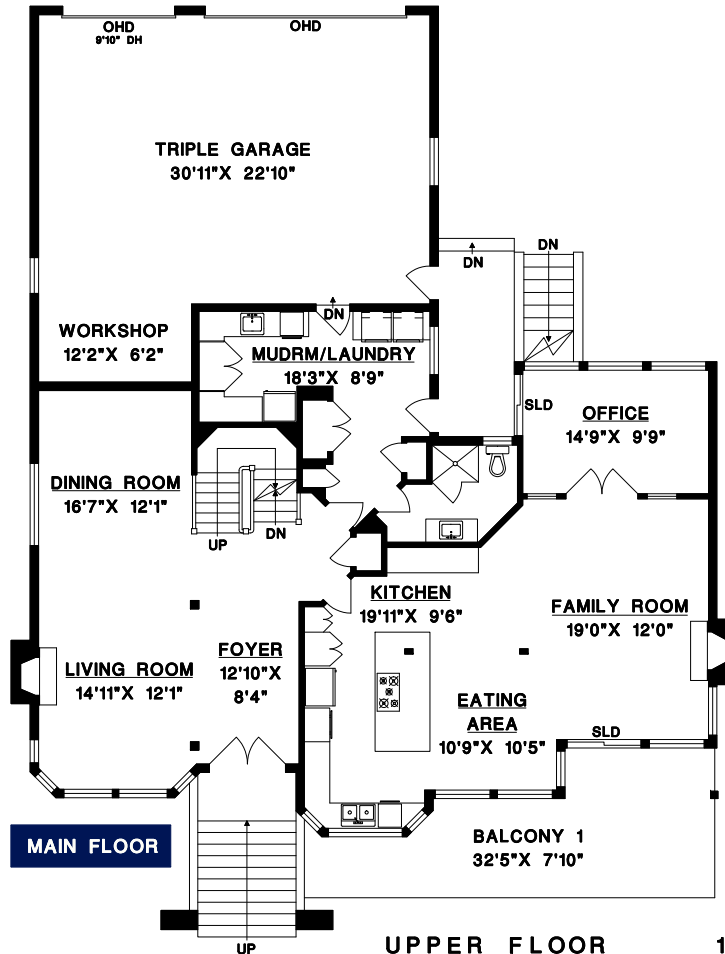 OHD
9'10" DH
OHD
TRIPLE GARAGE
30'11"X 22'10"
DN
DN
DN
WORKSHOP
12'2"X 6'2"
MUDRM/LAUNDRY
18'3"X 8'9"
SLD
OFFICE
14'9"X 9'9"
DINING ROOM
16'7"X 12'1"
UP
DN
KITCHEN
19'11"X 9'6"
FAMILY ROOM
19'0"X 12'0"
LIVING ROOM
14'11"X 12'1"
FOYER
12'10"X
8'4"
EATING
AREA
10'9"X 10'5"
SLD
MAIN FLOOR
BALCONY 1
32'5"X 7'10"
UP
UPPER FLOOR 1